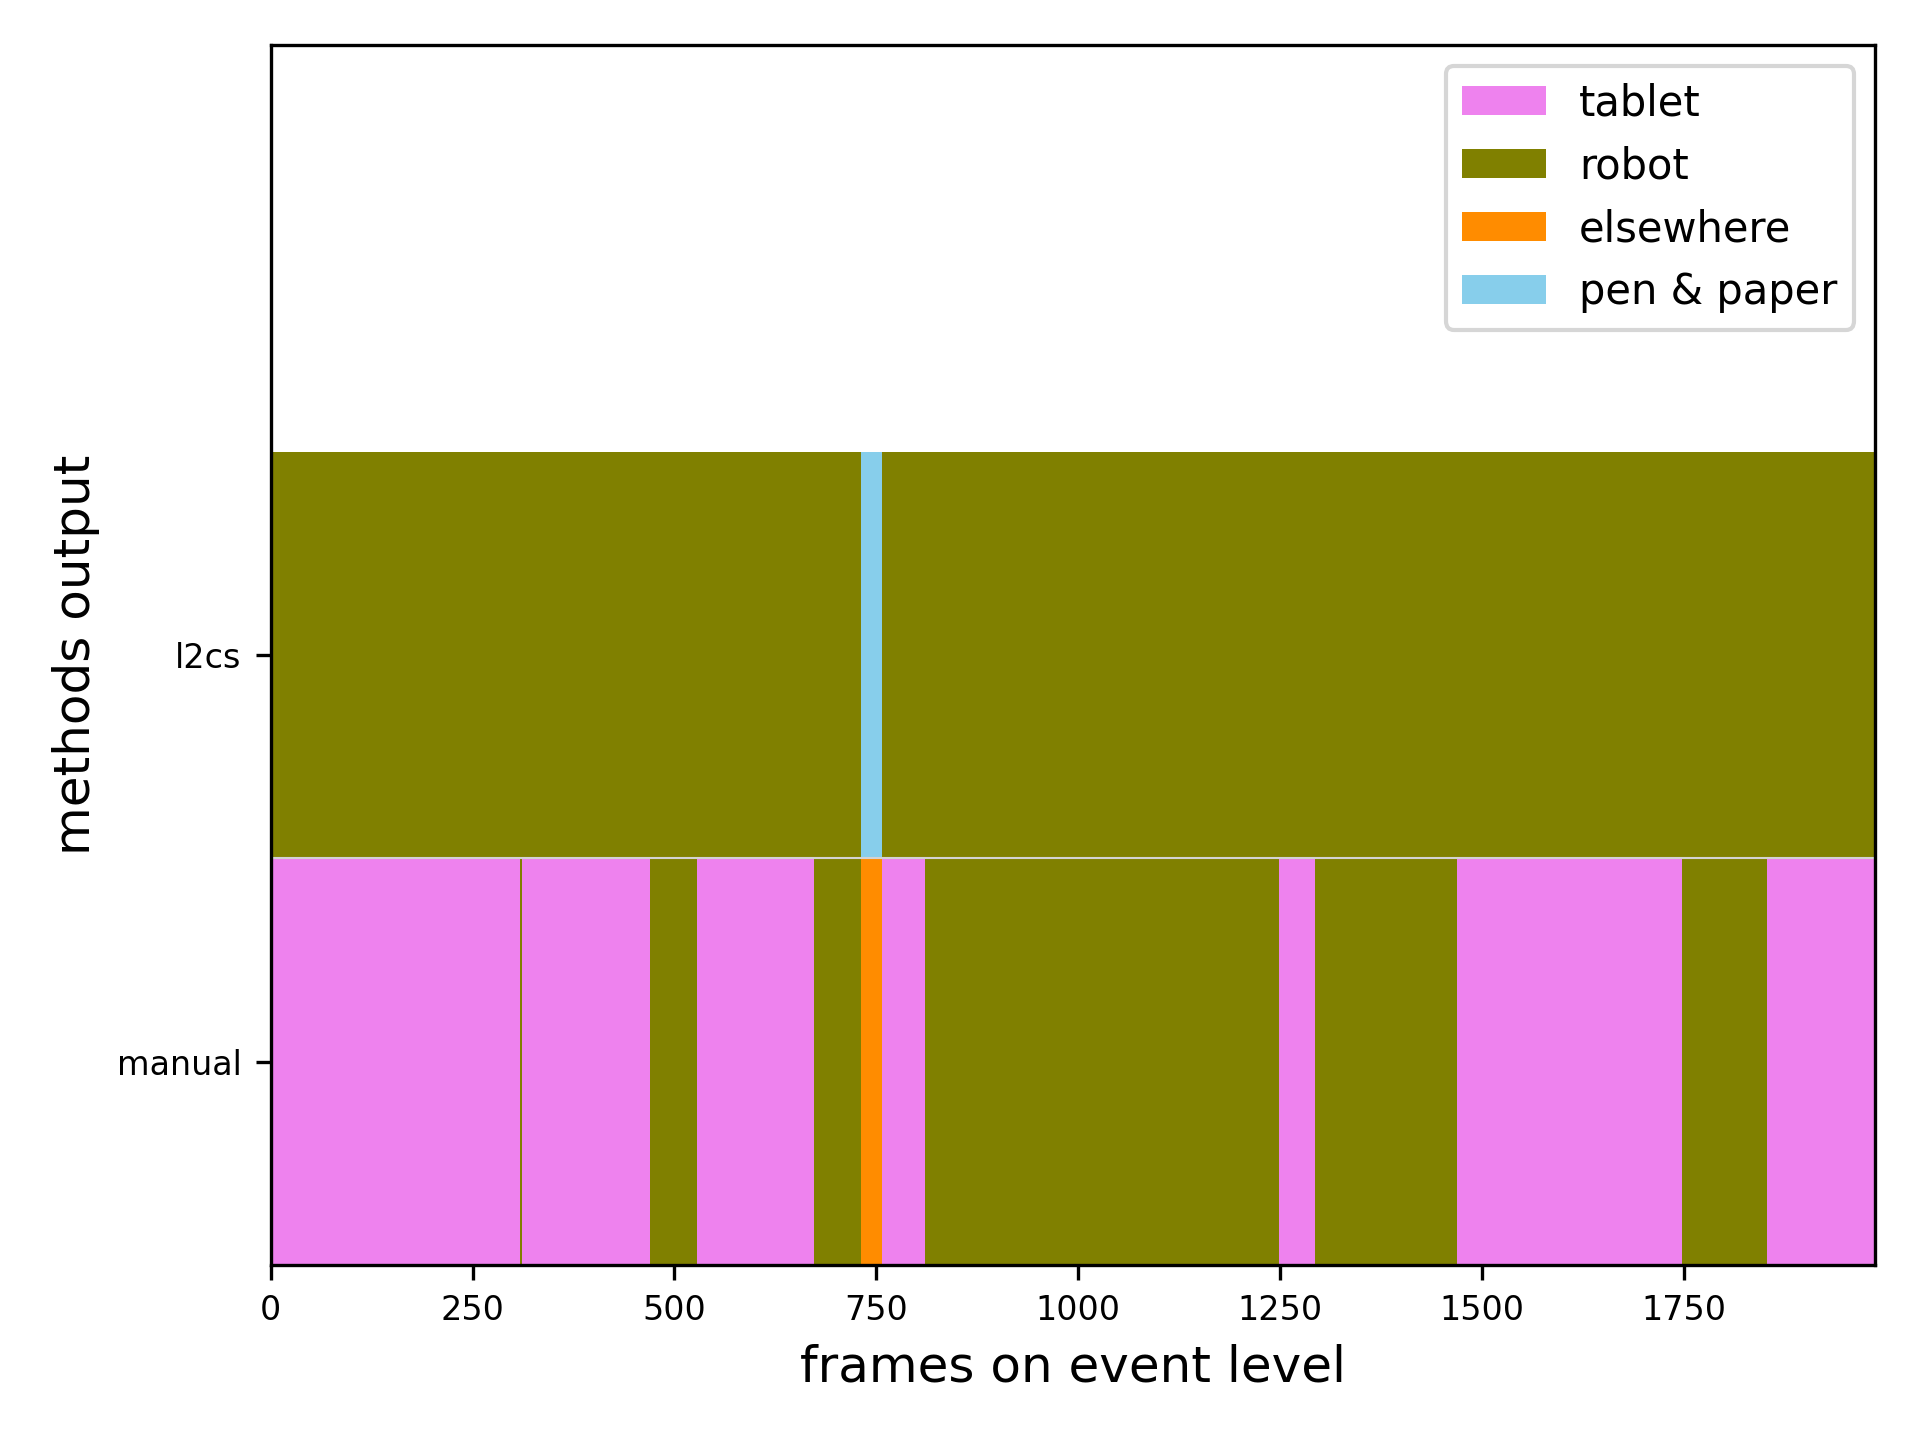 tablet
robot
elsewhere
pen & paper
methods output
l2cs
manual
0 250 500 750 1000 1250 1500 1750
frames on event level